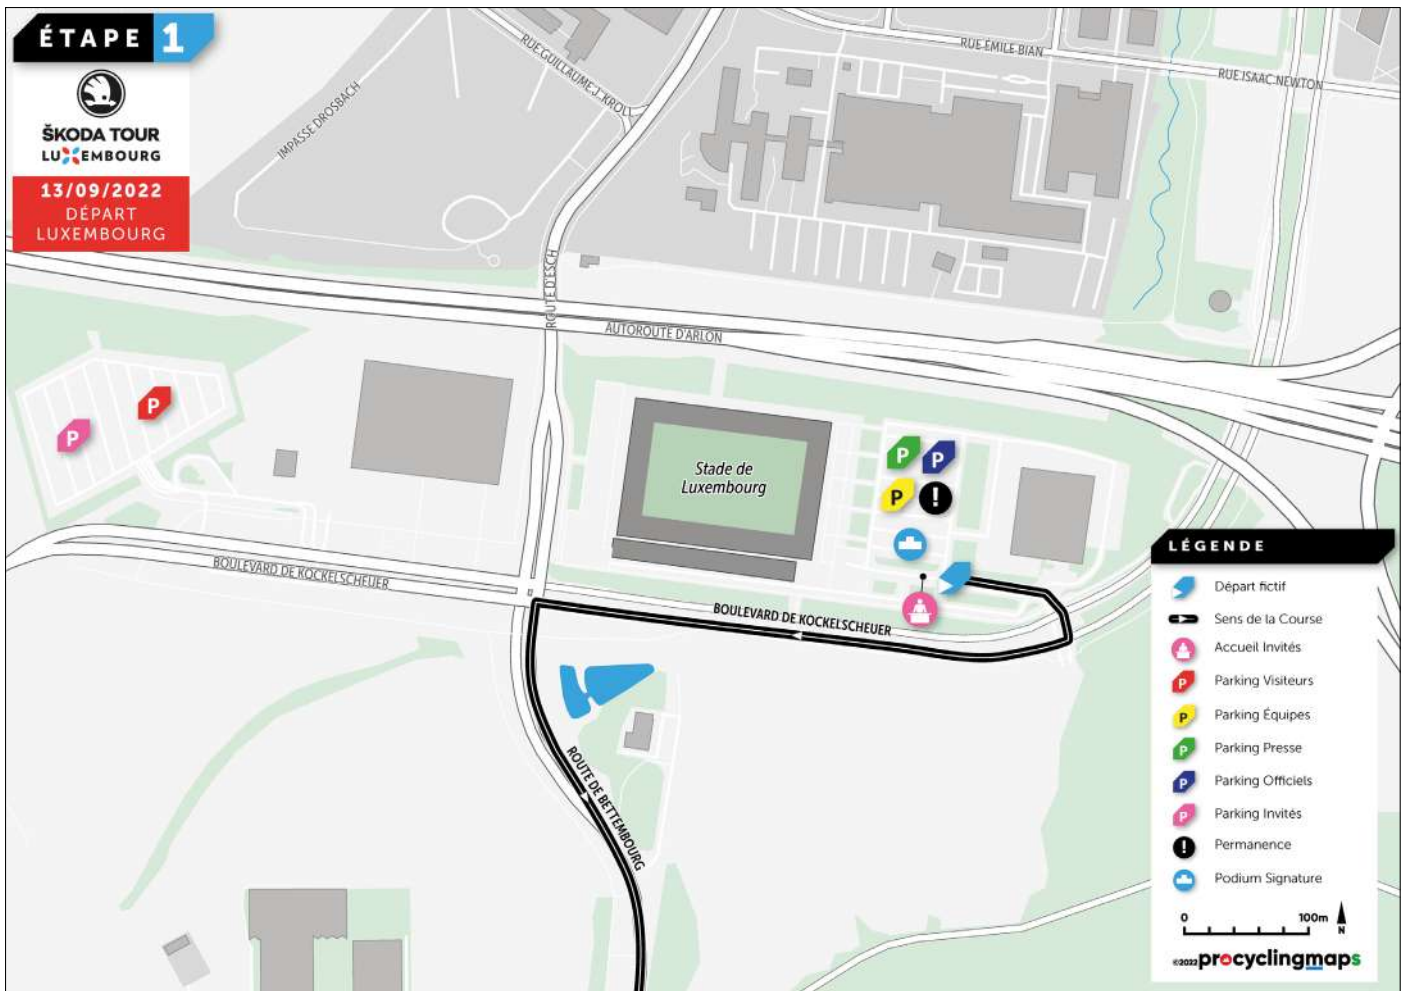 ÉTAPE 1
ŠKODA TOUR
LUXEMBOURG
13/09/2022
DÉPART
LUXEMBOURG
IMPASSE DROSBACH
RUE GUILLAUME J. KROLL
RUE ÉMILE BIAN
RUE ISAAC NEWTON
ROUTE D'ESCH
AUTOROUTE D'ARLON
P
P
Stade de
Luxembourg
P
P
P
!
BOULEVARD DE KOCKELSCHEUER
BOULEVARD DE KOCKELSCHEUER
ROUTE DE BETTEMBOURG
LÉGENDE
Départ fictif
Sens de la Course
Accueil Invités
P Parking Visiteurs
P Parking Équipes
P Parking Presse
P Parking Officiels
P Parking Invités
! Permanence
Podium Signature
0 100m
N
©2022 procyclingmaps